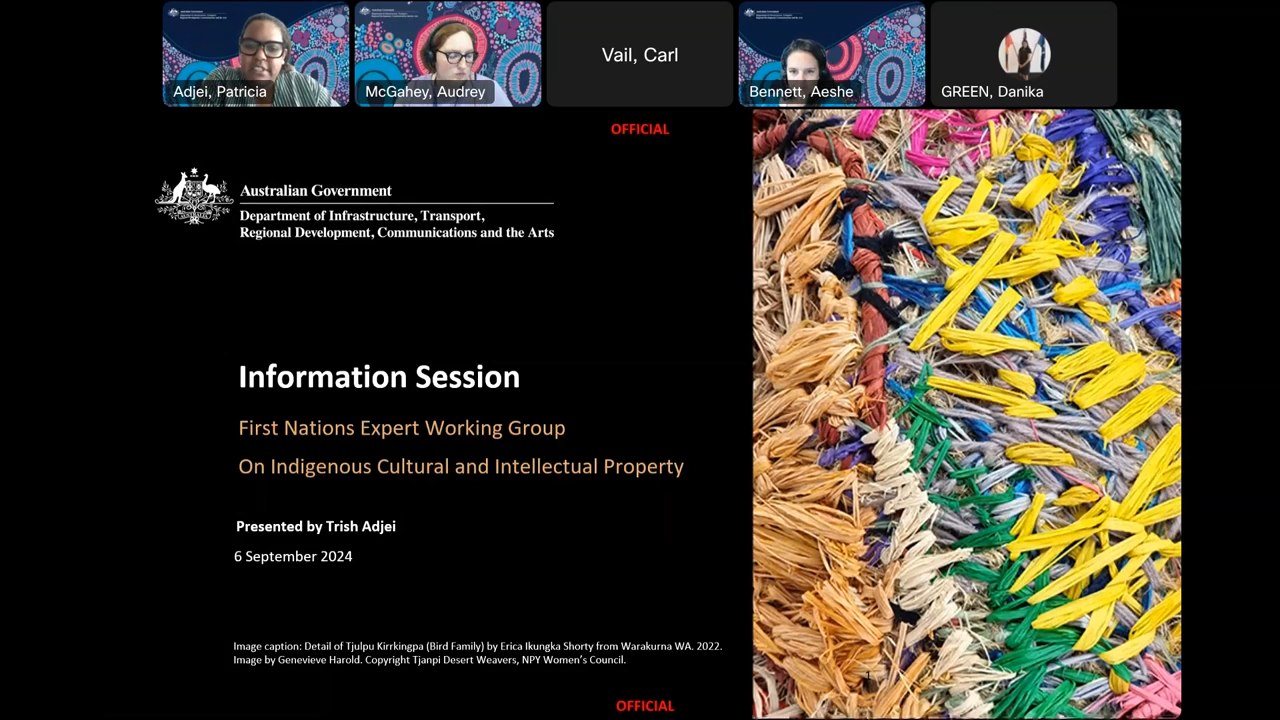 Adjei, Patricia
McGahey, Audrey
Vail, Carl
Bennett, Aeshe
GREEN, Danika
OFFICIAL
Australian Government
Department of Infrastructure, Transport,
Regional Development, Communications and the Arts
Information Session
First Nations Expert Working Group
On Indigenous Cultural and Intellectual Property
Presented by Trish Adjei
6 September 2024
Image caption: Detail of Tjulpu Kirrkingpa (Bird Family) by Erica Ikungka Shorty from Warakurna WA. 2022.
Image by Genevieve Harold. Copyright Tjanpi Desert Weavers, NPY Women's Council.
1
OFFICIAL